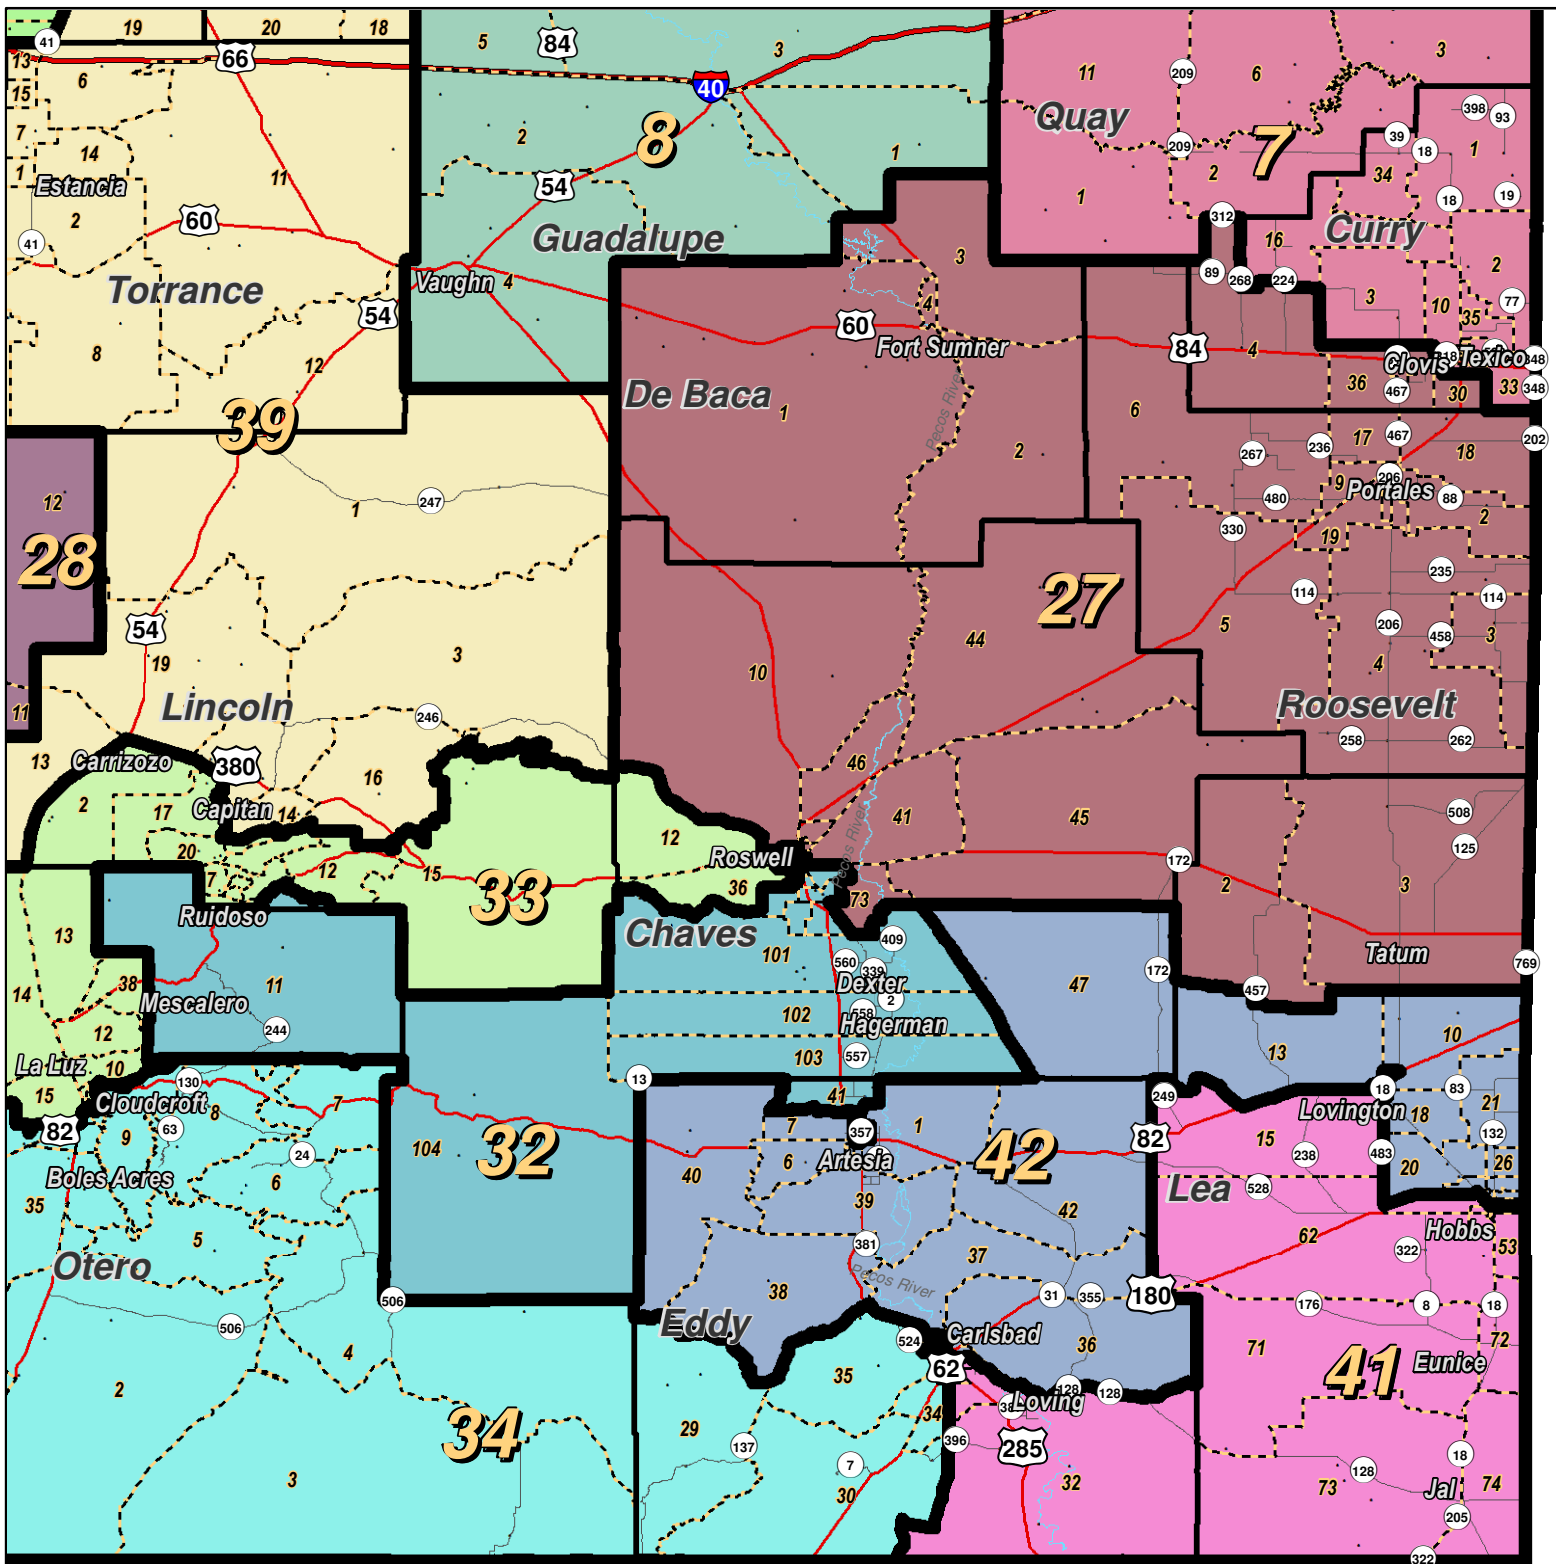 19 20 18 5 84 3 3
41 66 11 209 6
13 6 40 398 93
15 Quay
7 14 2 8 1 209 7 39 18 1
1 Estancia 11 54 1 2 34 18 19
2 60 312
41 Guadalupe 16 Curry
Vaughn 4 3 89 268 224 2
Torrance 54 4 3 10 77
8 12 60 84 4 35
Fort Sumner Clovis Texico 348
De Baca Pecos River 36 467 30 33 348
39 1 6
2 267 236 17 467 18 202
12 1 247 9 206
480 Portales 88
28 330 19 2
27 235
54 114 114
44 5 206 458 3
19 3 10 4
Lincoln 246 Roosevelt
11 258 262
13 Carrizozo 380 16 46
2 17 Capitan 14 12 41 45 508
20 Roswell Pecos River 125
7 12 15 33 36 172 2 3
Ruidoso 73
13 Chaves 409 Tatum
101 560 339 172 769
14 38 11 Dexter 47 457
Mescalero 2
244 102 558 Hagerman
12 103 557 13 10
La Luz 10
15 130 13
Cloudcroft 7 41 249 18 83
82 8 Lovington 18 21
63 7 357 1 82 15 132
9 104 32 6 Artesia 42 238 483
24 40 20 26
Boles Acres 6 39 Lea 528
35 42
5 381 37 62 Hobbs 53
Otero 322
38 Pecos River 31 355 180 176 8 18
506 506 Eddy
4 524 Carlsbad 36 71 72
2 35 62 41 Eunice
128 128
Loving
34 29 34
137 396 285 18
3 7 128
30 32 73 Jal 74
205
322